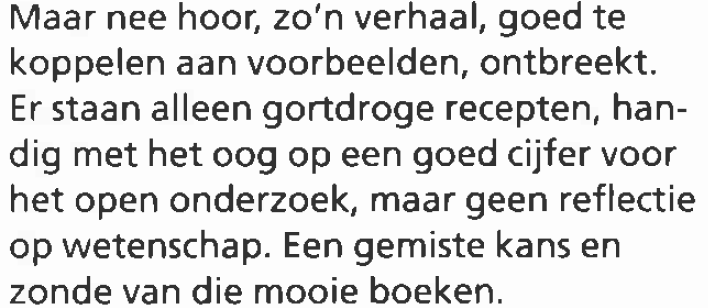 Maar nee hoor, zo'n verhaal, goed te
koppelen aan voorbeelden, ontbreekt.
Er staan alleen gortdroge recepten, han-
dig met het oog op een goed cijfer voor
het open onderzoek, maar geen reflectie
op wetenschap. Een gemiste kans en
zonde van die mooie boeken.